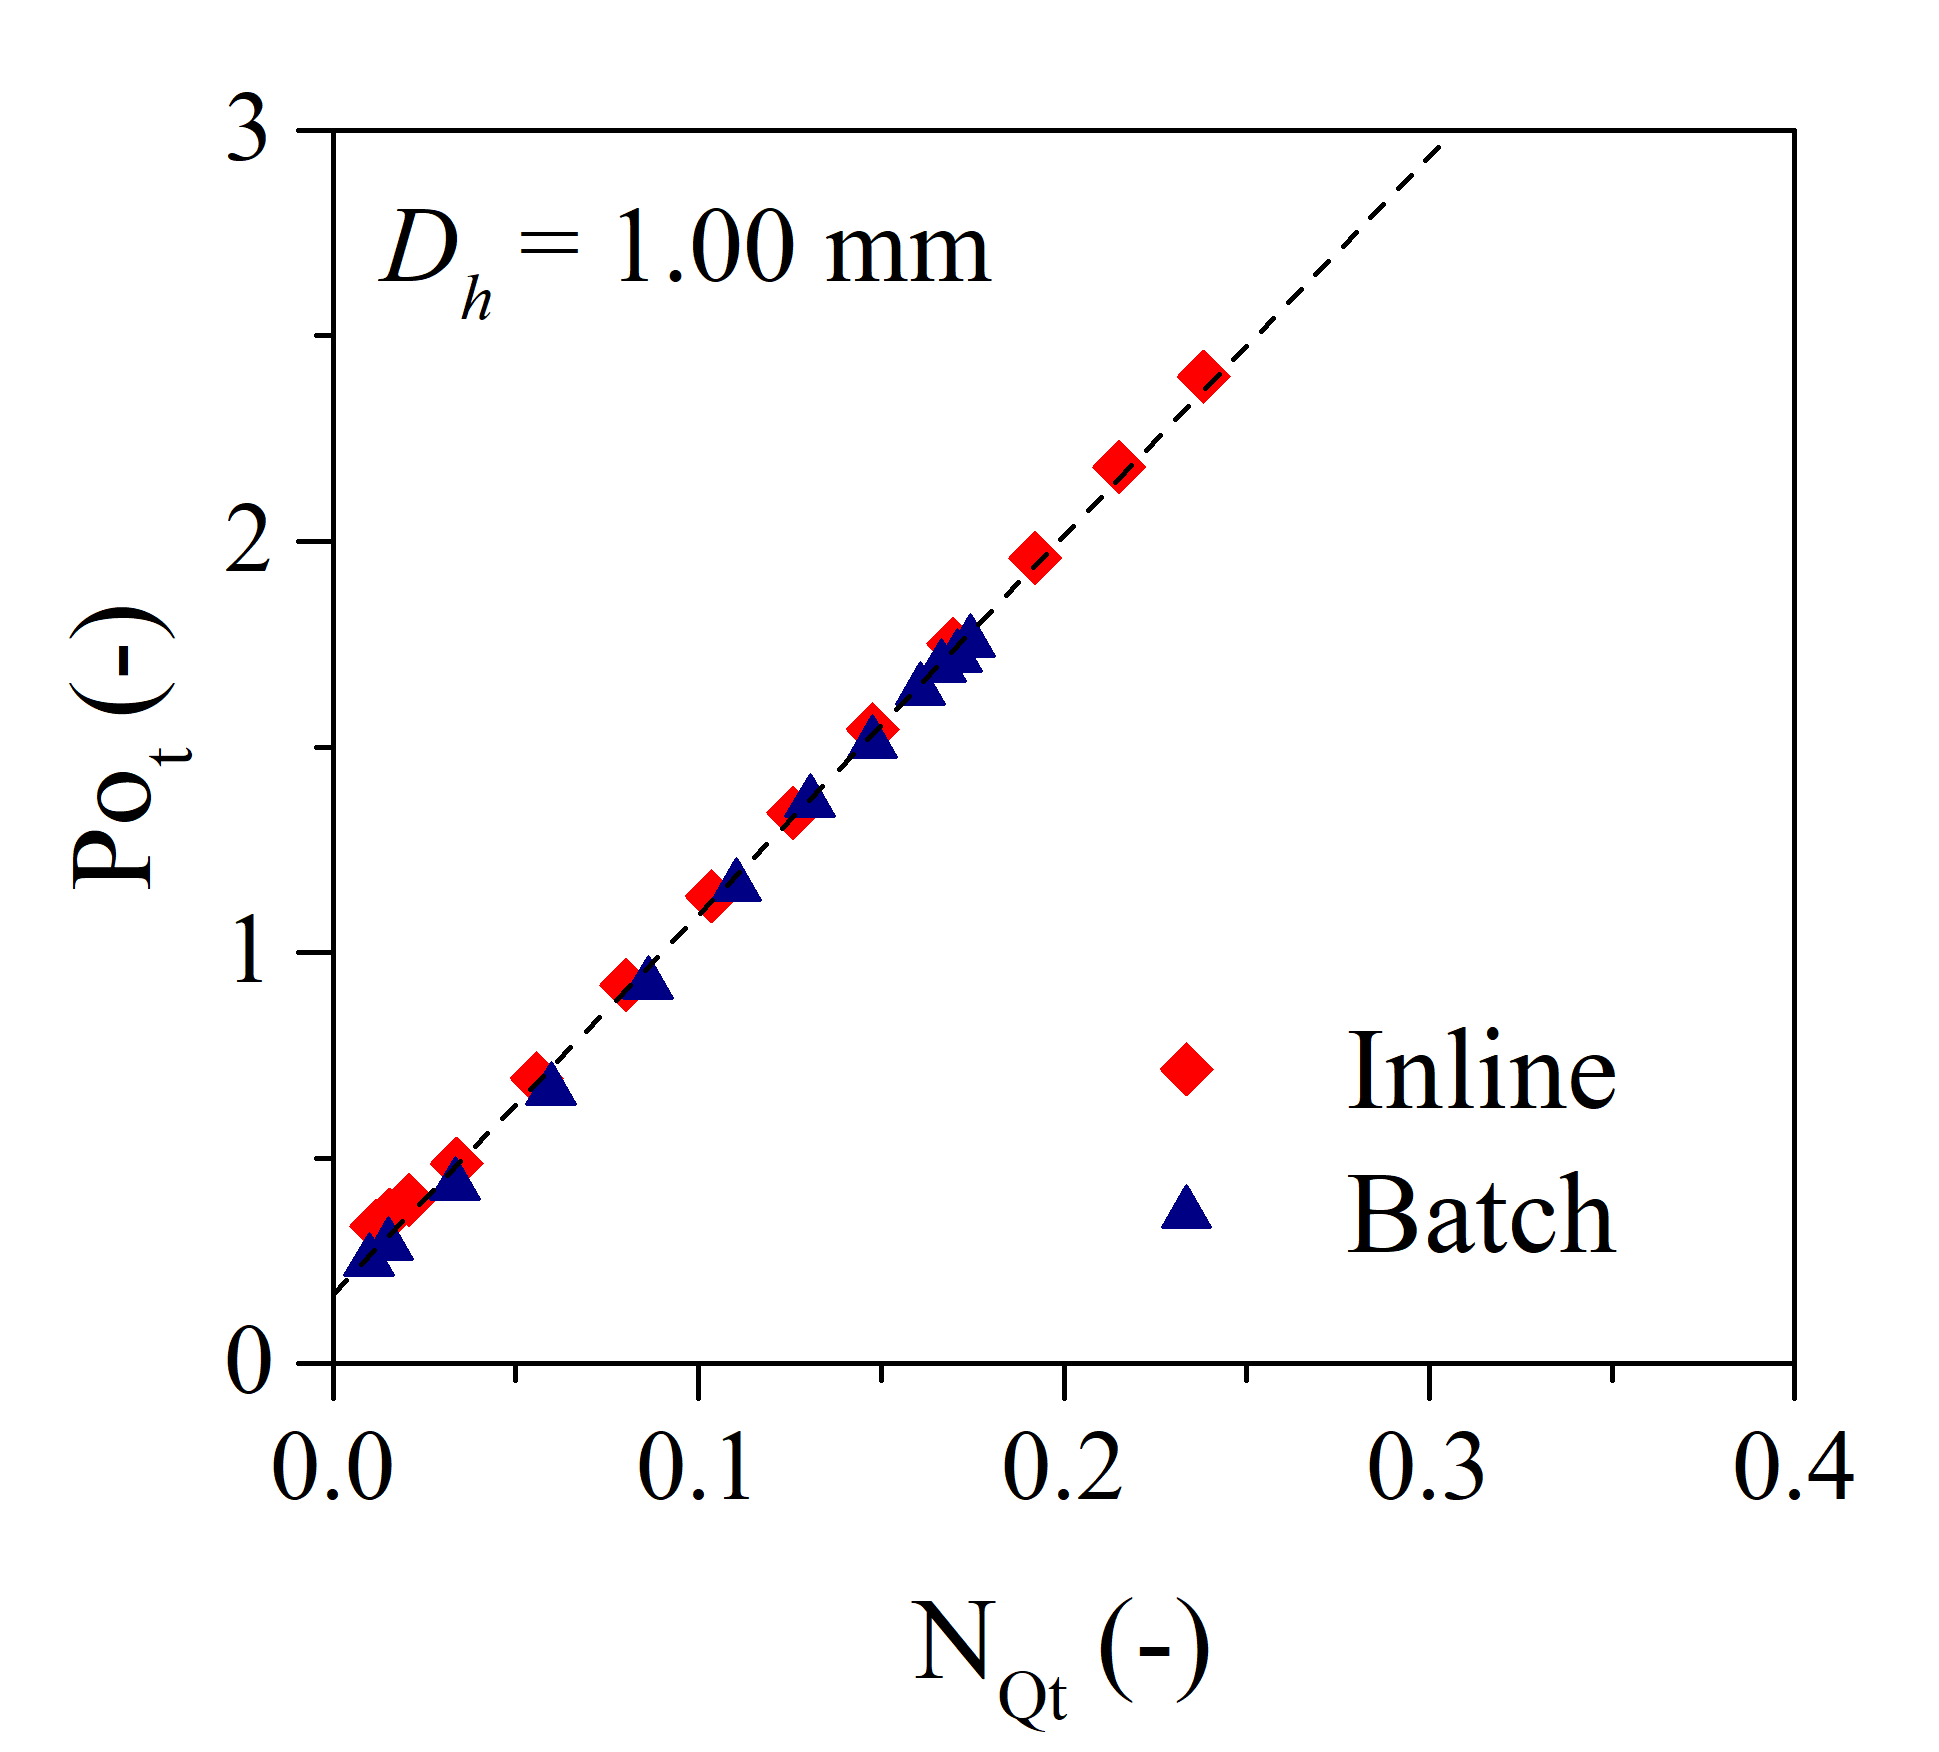 3
D_h = 1.00 mm
2
Po_t (-)
1
Inline
Batch
0
0.0 0.1 0.2 0.3 0.4
N_Qt (-)